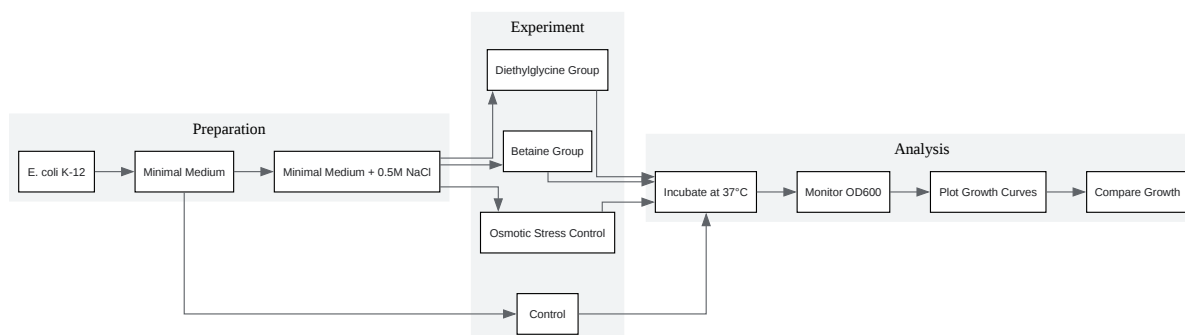 Preparation
E. coli K-12
Minimal Medium
Minimal Medium + 0.5M NaCl
Experiment
Diethylglycine Group
Betaine Group
Osmotic Stress Control
Control
Analysis
Incubate at 37°C
Monitor OD600
Plot Growth Curves
Compare Growth